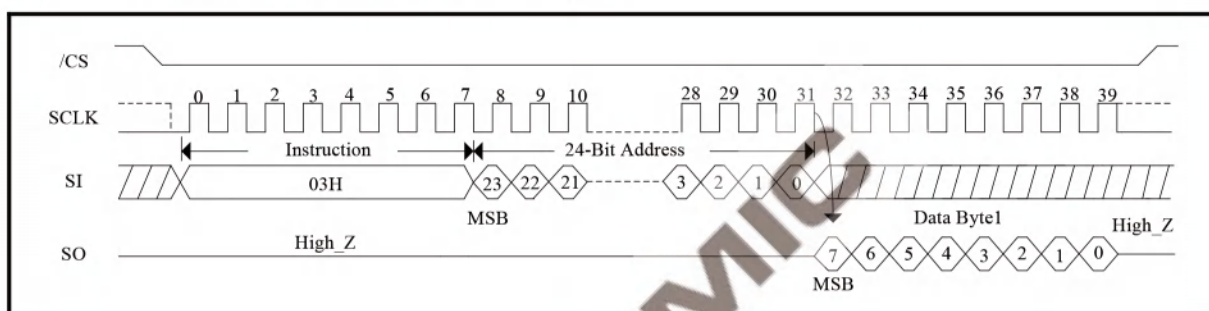 /CS
0 1 2 3 4 5 6 7 8 9 10 28 29 30 31 32 33 34 35 36 37 38 39
SCLK
Instruction 24-Bit Address
SI 03H 23 22 21 3 2 1 0
MSB Data Byte1
High_Z High_Z
SO 7 6 5 4 3 2 1 0
MSB